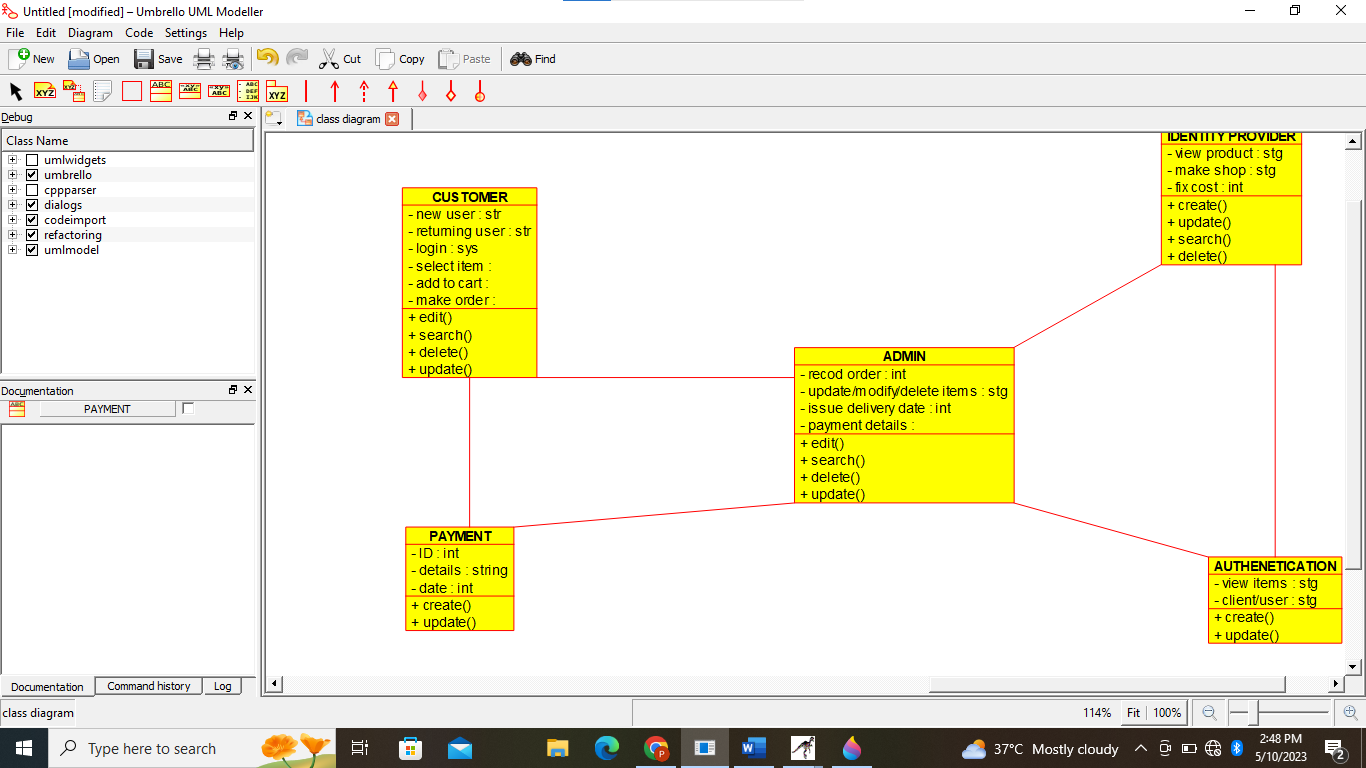 Untitled [modified] – Umbrello UML Modeller
File Edit Diagram Code Settings Help
New Open Save Cut Copy Paste Find
Debug
Class Name
umlwidgets
umbrello
cppparser
dialogs
codeimport
refactoring
umlmodel
Documentation
PAYMENT
Documentation Command history Log
class diagram
CUSTOMER
- new user : str
- returning user : str
- login : sys
- select item :
- add to cart :
- make order :
+ edit()
+ search()
+ delete()
+ update()
IDENTITY PROVIDER
- view product : stg
- make shop : stg
- fix cost : int
+ create()
+ update()
+ search()
+ delete()
ADMIN
- recod order : int
- update/modify/delete items : stg
- issue delivery date : int
- payment details :
+ edit()
+ search()
+ delete()
+ update()
PAYMENT
- ID : int
- details : string
- date : int
+ create()
+ update()
AUTHENETICATION
- view items : stg
- client/user : stg
+ create()
+ update()
class diagram
114% Fit 100%
Type here to search
37°C Mostly cloudy
2:48 PM
5/10/2023
2